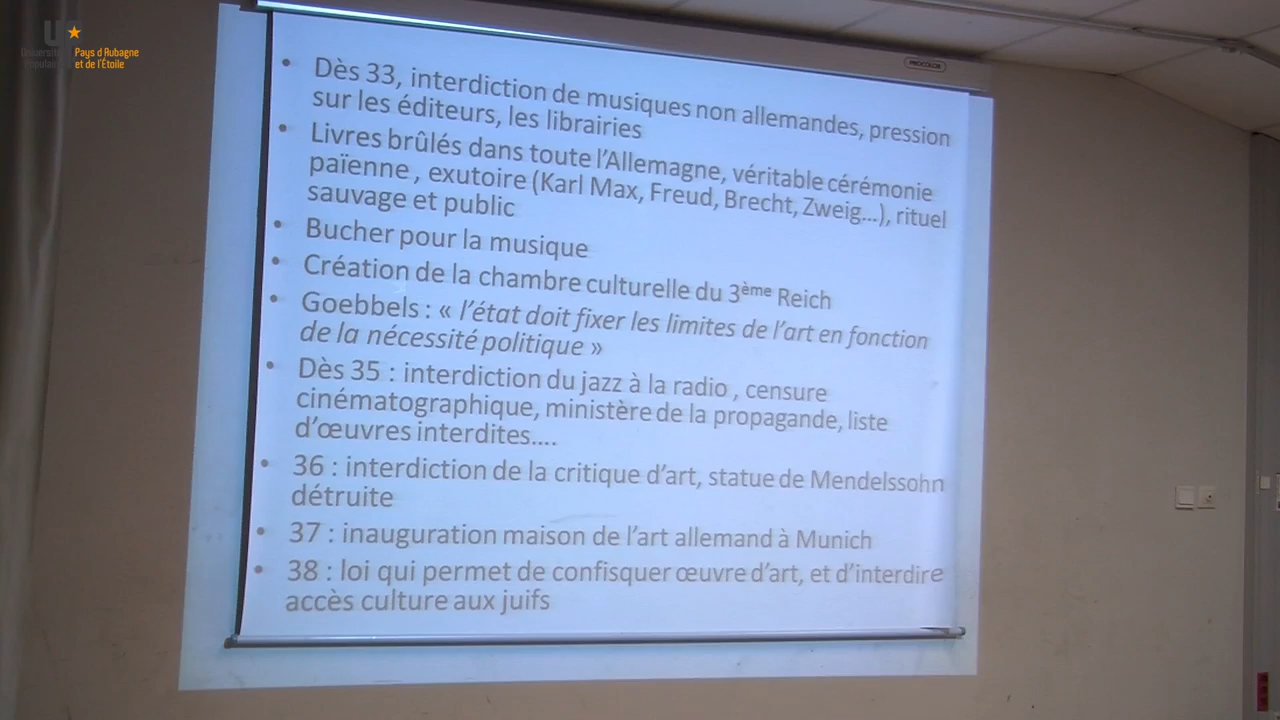 Université Pays d'Aubagne
Populaire et de l'Étoile
PROCOLOR
• Dès 33, interdiction de musiques non allemandes, pression
sur les éditeurs, les librairies
• Livres brûlés dans toute l'Allemagne, véritable cérémonie
païenne , exutoire (Karl Max, Freud, Brecht, Zweig...), rituel
sauvage et public
• Bucher pour la musique
• Création de la chambre culturelle du 3ème Reich
• Goebbels : « l'état doit fixer les limites de l'art en fonction
de la nécessité politique »
• Dès 35 : interdiction du jazz à la radio , censure
cinématographique, ministère de la propagande, liste
d'œuvres interdites....
• 36 : interdiction de la critique d'art, statue de Mendelssohn
détruite
• 37 : inauguration maison de l'art allemand à Munich
• 38 : loi qui permet de confisquer œuvre d'art, et d'interdire
accès culture aux juifs